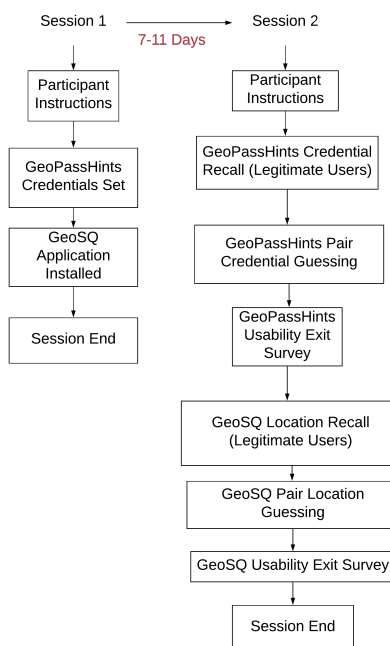 Session 1
7-11 Days
Session 2
Participant
Instructions
GeoPassHints
Credentials Set
GeoSQ
Application
Installed
Session End
Participant
Instructions
GeoPassHints Credential
Recall (Legitimate Users)
GeoPassHints Pair
Credential Guessing
GeoPassHints
Usability Exit
Survey
GeoSQ Location Recall
(Legitimate Users)
GeoSQ Pair Location
Guessing
GeoSQ Usability Exit Survey
Session End